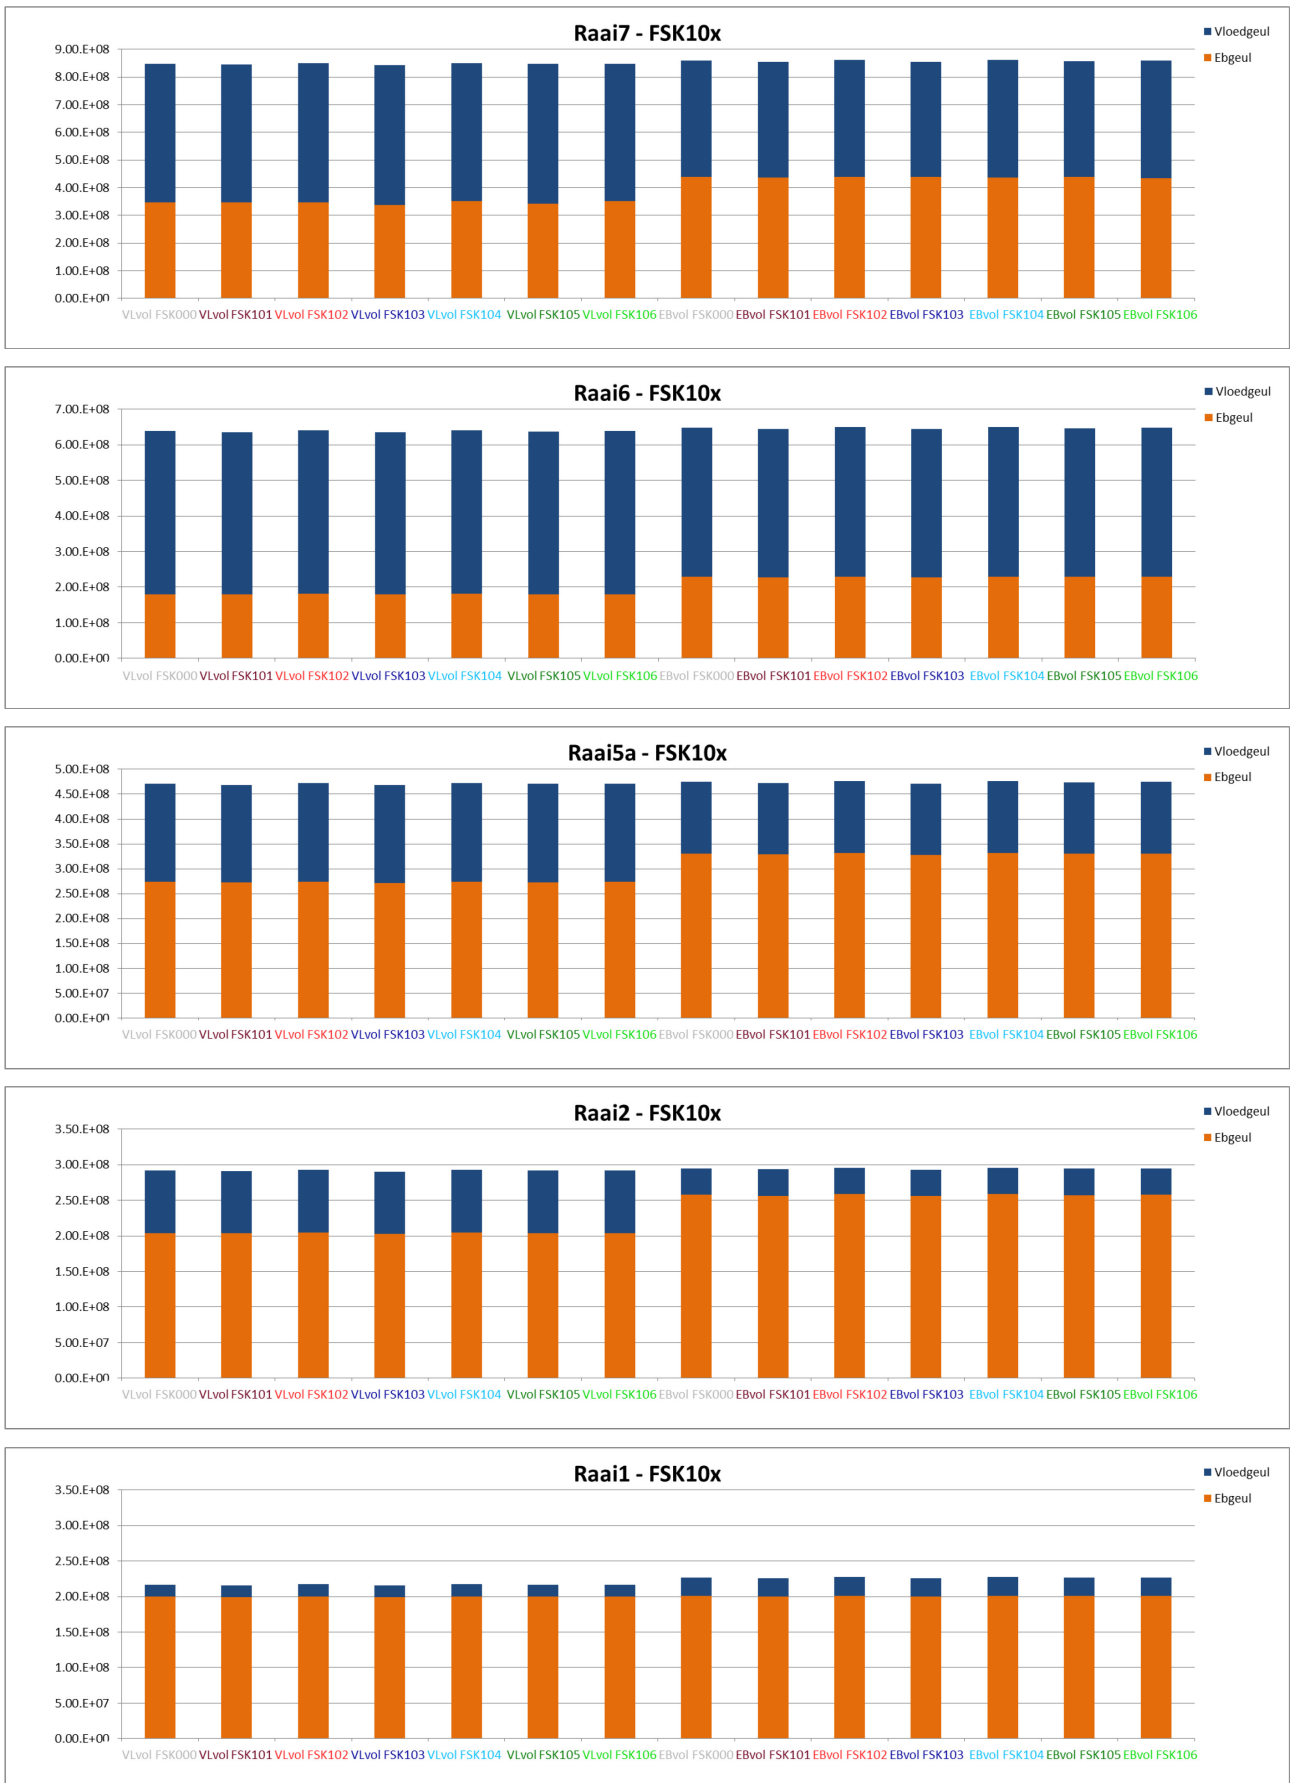 Raai7 - FSK10x
Vloedgeul
Ebgeul
9.00.E+08
8.00.E+08
7.00.E+08
6.00.E+08
5.00.E+08
4.00.E+08
3.00.E+08
2.00.E+08
1.00.E+08
0.00.E+00
VLvol FSK000 VLvol FSK101 VLvol FSK102 VLvol FSK103 VLvol FSK104 VLvol FSK105 VLvol FSK106 EBvol FSK000 EBvol FSK101 EBvol FSK102 EBvol FSK103 EBvol FSK104 EBvol FSK105 EBvol FSK106
Raai6 - FSK10x
Vloedgeul
Ebgeul
7.00.E+08
6.00.E+08
5.00.E+08
4.00.E+08
3.00.E+08
2.00.E+08
1.00.E+08
0.00.E+00
VLvol FSK000 VLvol FSK101 VLvol FSK102 VLvol FSK103 VLvol FSK104 VLvol FSK105 VLvol FSK106 EBvol FSK000 EBvol FSK101 EBvol FSK102 EBvol FSK103 EBvol FSK104 EBvol FSK105 EBvol FSK106
Raai5a - FSK10x
Vloedgeul
Ebgeul
5.00.E+08
4.50.E+08
4.00.E+08
3.50.E+08
3.00.E+08
2.50.E+08
2.00.E+08
1.50.E+08
1.00.E+08
5.00.E+07
0.00.E+00
VLvol FSK000 VLvol FSK101 VLvol FSK102 VLvol FSK103 VLvol FSK104 VLvol FSK105 VLvol FSK106 EBvol FSK000 EBvol FSK101 EBvol FSK102 EBvol FSK103 EBvol FSK104 EBvol FSK105 EBvol FSK106
Raai2 - FSK10x
Vloedgeul
Ebgeul
3.50.E+08
3.00.E+08
2.50.E+08
2.00.E+08
1.50.E+08
1.00.E+08
5.00.E+07
0.00.E+00
VLvol FSK000 VLvol FSK101 VLvol FSK102 VLvol FSK103 VLvol FSK104 VLvol FSK105 VLvol FSK106 EBvol FSK000 EBvol FSK101 EBvol FSK102 EBvol FSK103 EBvol FSK104 EBvol FSK105 EBvol FSK106
Raai1 - FSK10x
Vloedgeul
Ebgeul
3.50.E+08
3.00.E+08
2.50.E+08
2.00.E+08
1.50.E+08
1.00.E+08
5.00.E+07
0.00.E+00
VLvol FSK000 VLvol FSK101 VLvol FSK102 VLvol FSK103 VLvol FSK104 VLvol FSK105 VLvol FSK106 EBvol FSK000 EBvol FSK101 EBvol FSK102 EBvol FSK103 EBvol FSK104 EBvol FSK105 EBvol FSK106